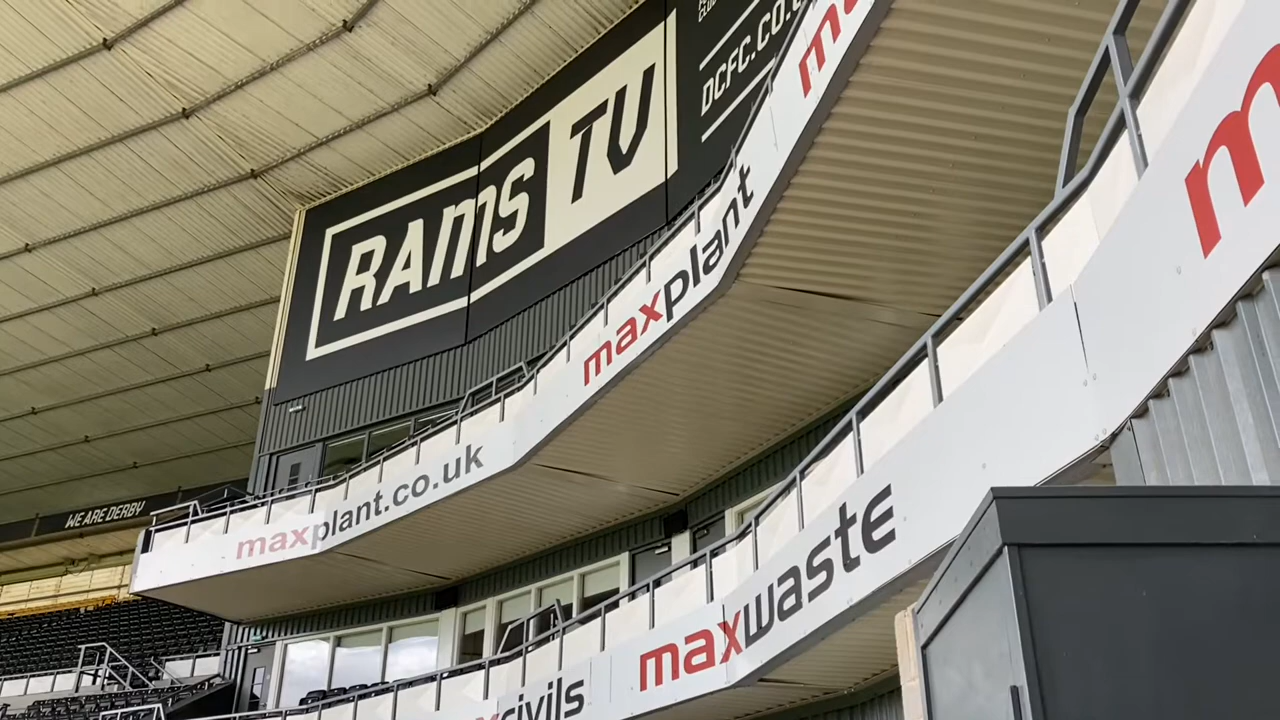 RAMS TV
DCFC.CO.
maxplant
maxplant.co.uk
WE ARE DERBY
maxwaste
civils